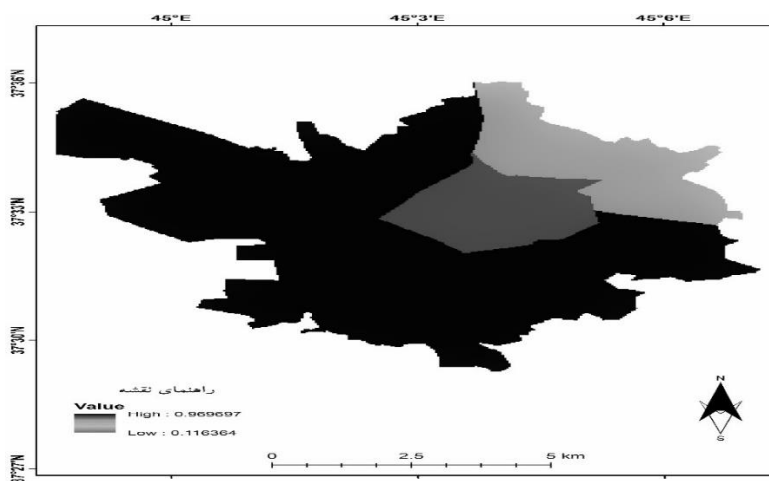 45°E 45°3'E 45°6'E
37°36'N
37°33'N
37°30'N
37°27'N
راهنمای نقشه
Value
High : 0.969697
Low : 0.116364
N
S
0 2.5 5 km